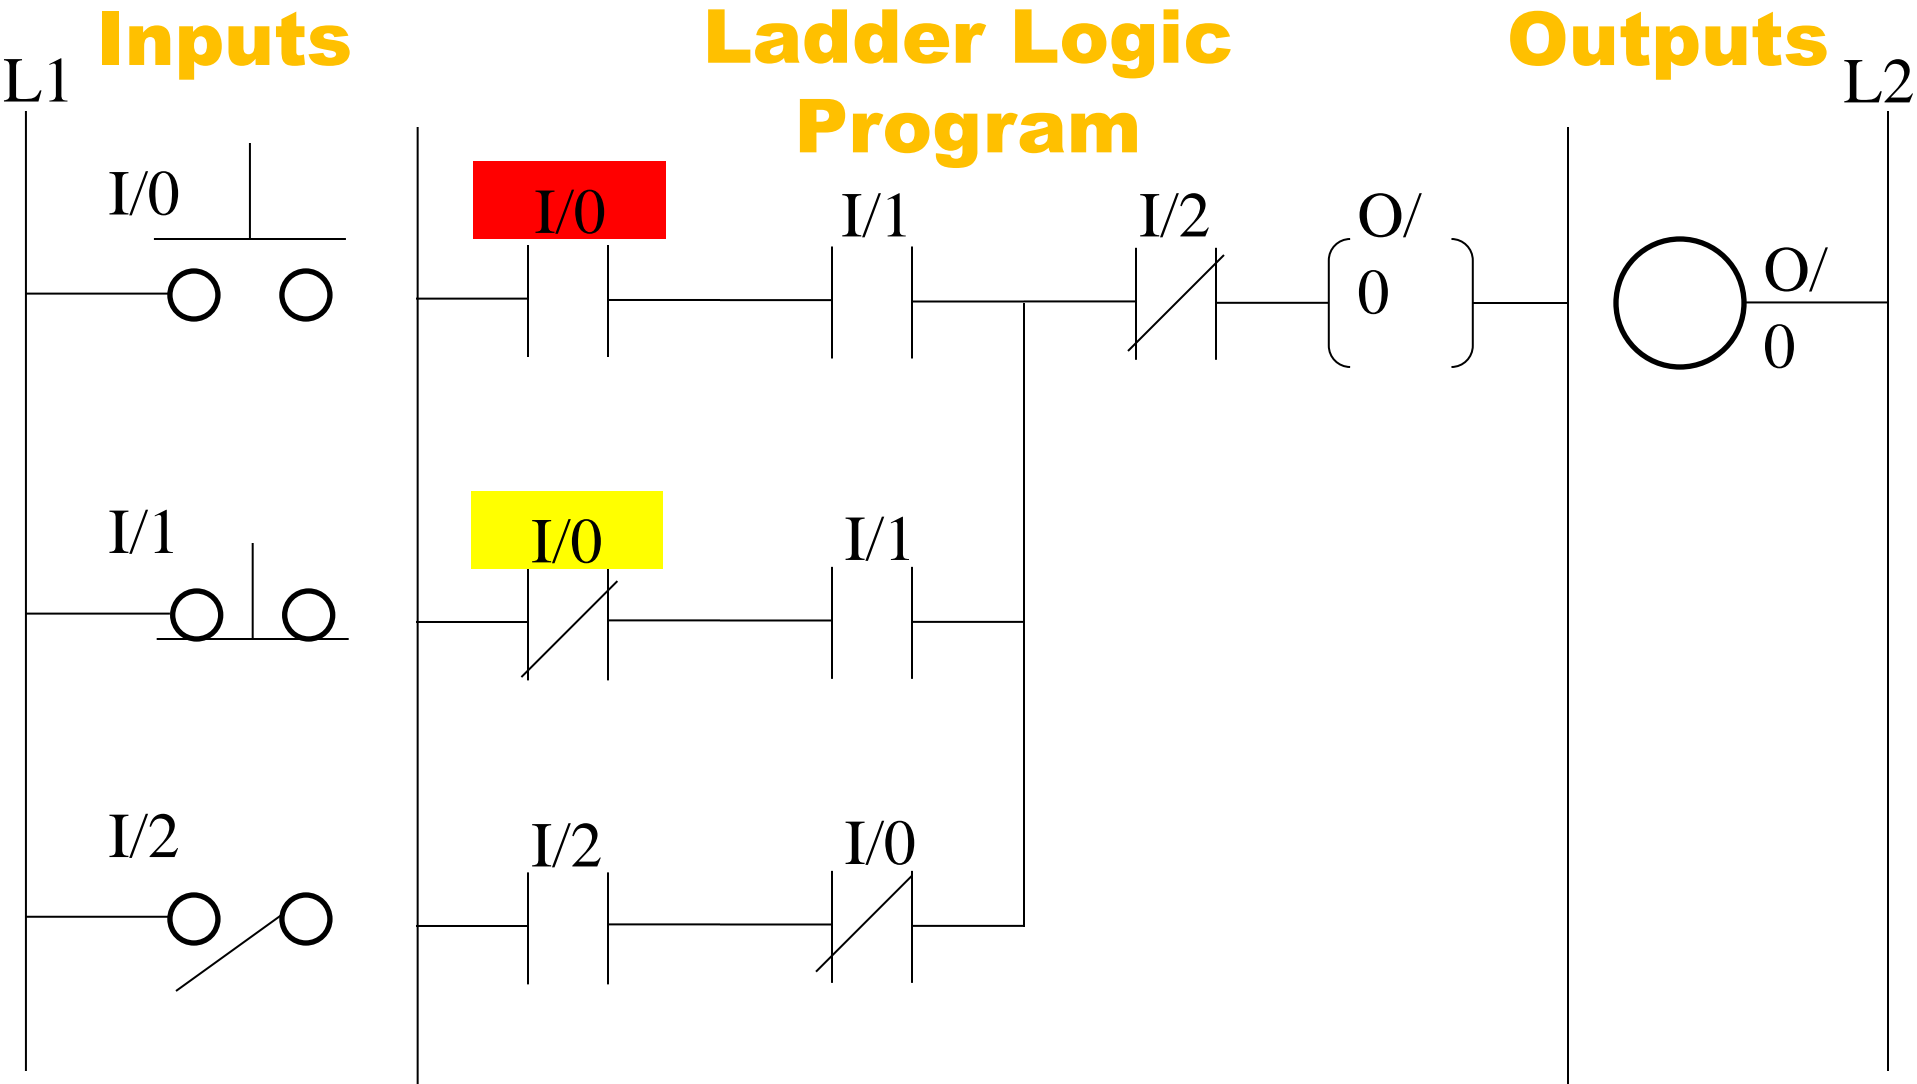 Inputs
Ladder Logic
Program
Outputs
L1
L2
I/0
I/0
I/1
I/2
O/
0
O/
0
I/1
I/0
I/1
I/2
I/2
I/0